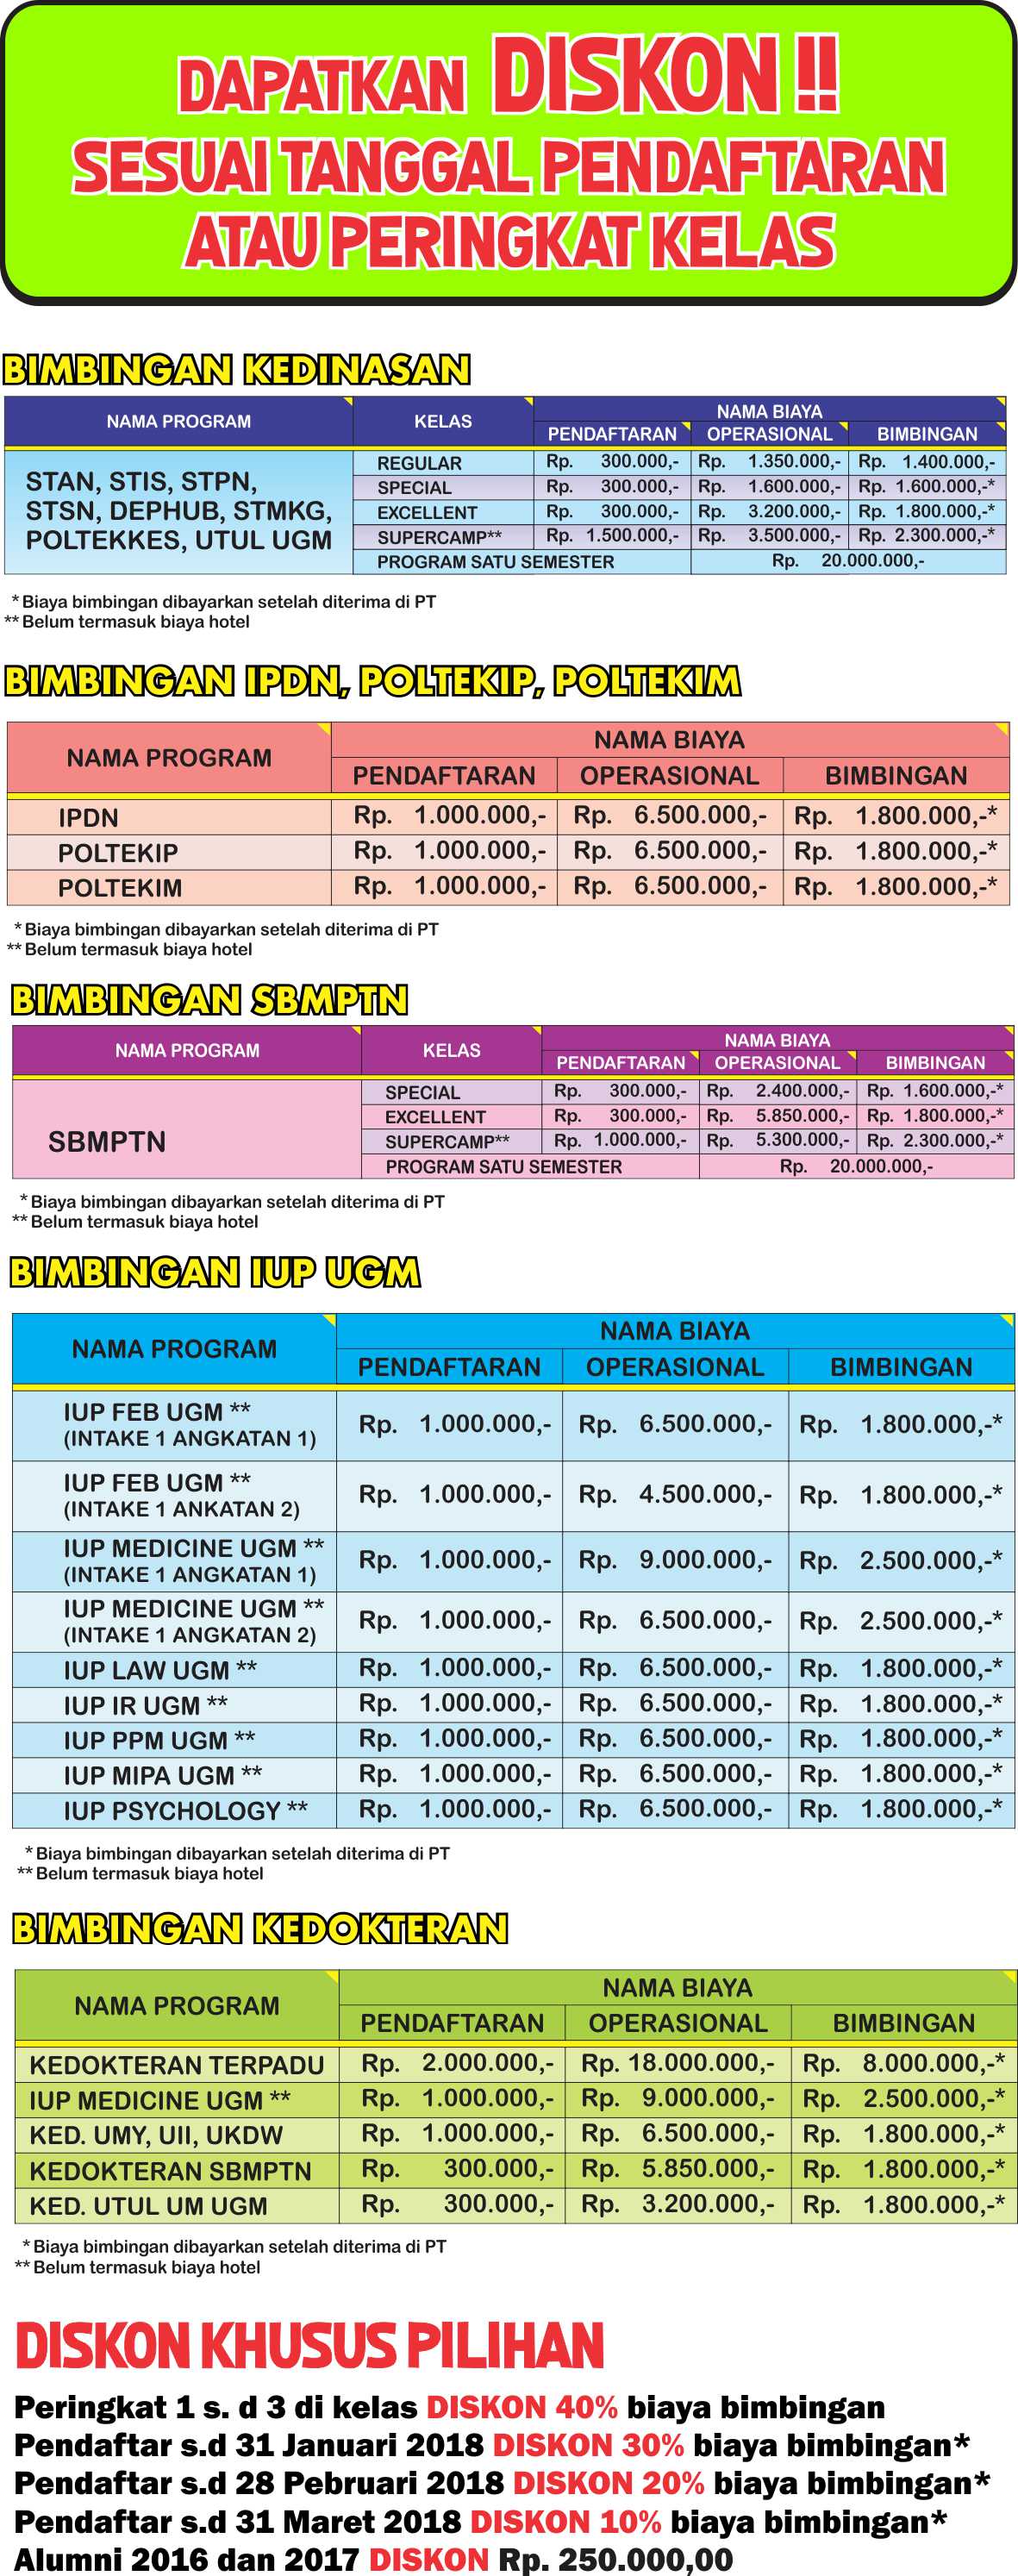 DAPATKAN DISKON !!
SESUAI TANGGAL PENDAFTARAN
ATAU PERINGKAT KELAS
BIMBINGAN KEDINASAN
NAMA PROGRAM KELAS NAMA BIAYA
PENDAFTARAN OPERASIONAL BIMBINGAN
STAN, STIS, STPN,
STSN, DEPHUB, STMKG,
POLTEKKES, UTUL UGM
REGULAR Rp. 300.000,- Rp. 1.350.000,- Rp. 1.400.000,-
SPECIAL Rp. 300.000,- Rp. 1.600.000,- Rp. 1.600.000,-*
EXCELLENT Rp. 300.000,- Rp. 3.200.000,- Rp. 1.800.000,-*
SUPERCAMP** Rp. 1.500.000,- Rp. 3.500.000,- Rp. 2.300.000,-*
PROGRAM SATU SEMESTER Rp. 20.000.000,-
* Biaya bimbingan dibayarkan setelah diterima di PT
** Belum termasuk biaya hotel
BIMBINGAN IPDN, POLTEKIP, POLTEKIM
NAMA PROGRAM NAMA BIAYA
PENDAFTARAN OPERASIONAL BIMBINGAN
IPDN Rp. 1.000.000,- Rp. 6.500.000,- Rp. 1.800.000,-*
POLTEKIP Rp. 1.000.000,- Rp. 6.500.000,- Rp. 1.800.000,-*
POLTEKIM Rp. 1.000.000,- Rp. 6.500.000,- Rp. 1.800.000,-*
* Biaya bimbingan dibayarkan setelah diterima di PT
** Belum termasuk biaya hotel
BIMBINGAN SBMPTN
NAMA PROGRAM KELAS NAMA BIAYA
PENDAFTARAN OPERASIONAL BIMBINGAN
SBMPTN
SPECIAL Rp. 300.000,- Rp. 2.400.000,- Rp. 1.600.000,-*
EXCELLENT Rp. 300.000,- Rp. 5.850.000,- Rp. 1.800.000,-*
SUPERCAMP** Rp. 1.000.000,- Rp. 5.300.000,- Rp. 2.300.000,-*
PROGRAM SATU SEMESTER Rp. 20.000.000,-
* Biaya bimbingan dibayarkan setelah diterima di PT
** Belum termasuk biaya hotel
BIMBINGAN IUP UGM
NAMA PROGRAM NAMA BIAYA
PENDAFTARAN OPERASIONAL BIMBINGAN
IUP FEB UGM **
(INTAKE 1 ANGKATAN 1) Rp. 1.000.000,- Rp. 6.500.000,- Rp. 1.800.000,-*
IUP FEB UGM **
(INTAKE 1 ANKATAN 2) Rp. 1.000.000,- Rp. 4.500.000,- Rp. 1.800.000,-*
IUP MEDICINE UGM **
(INTAKE 1 ANGKATAN 1) Rp. 1.000.000,- Rp. 9.000.000,- Rp. 2.500.000,-*
IUP MEDICINE UGM **
(INTAKE 1 ANGKATAN 2) Rp. 1.000.000,- Rp. 6.500.000,- Rp. 2.500.000,-*
IUP LAW UGM ** Rp. 1.000.000,- Rp. 6.500.000,- Rp. 1.800.000,-*
IUP IR UGM ** Rp. 1.000.000,- Rp. 6.500.000,- Rp. 1.800.000,-*
IUP PPM UGM ** Rp. 1.000.000,- Rp. 6.500.000,- Rp. 1.800.000,-*
IUP MIPA UGM ** Rp. 1.000.000,- Rp. 6.500.000,- Rp. 1.800.000,-*
IUP PSYCHOLOGY ** Rp. 1.000.000,- Rp. 6.500.000,- Rp. 1.800.000,-*
* Biaya bimbingan dibayarkan setelah diterima di PT
** Belum termasuk biaya hotel
BIMBINGAN KEDOKTERAN
NAMA PROGRAM NAMA BIAYA
PENDAFTARAN OPERASIONAL BIMBINGAN
KEDOKTERAN TERPADU Rp. 2.000.000,- Rp. 18.000.000,- Rp. 8.000.000,-*
IUP MEDICINE UGM ** Rp. 1.000.000,- Rp. 9.000.000,- Rp. 2.500.000,-*
KED. UMY, UII, UKDW Rp. 1.000.000,- Rp. 6.500.000,- Rp. 1.800.000,-*
KEDOKTERAN SBMPTN Rp. 300.000,- Rp. 5.850.000,- Rp. 1.800.000,-*
KED. UTUL UM UGM Rp. 300.000,- Rp. 3.200.000,- Rp. 1.800.000,-*
* Biaya bimbingan dibayarkan setelah diterima di PT
** Belum termasuk biaya hotel
DISKON KHUSUS PILIHAN
Peringkat 1 s. d 3 di kelas DISKON 40% biaya bimbingan
Pendaftar s.d 31 Januari 2018 DISKON 30% biaya bimbingan*
Pendaftar s.d 28 Pebruari 2018 DISKON 20% biaya bimbingan*
Pendaftar s.d 31 Maret 2018 DISKON 10% biaya bimbingan*
Alumni 2016 dan 2017 DISKON Rp. 250.000,00